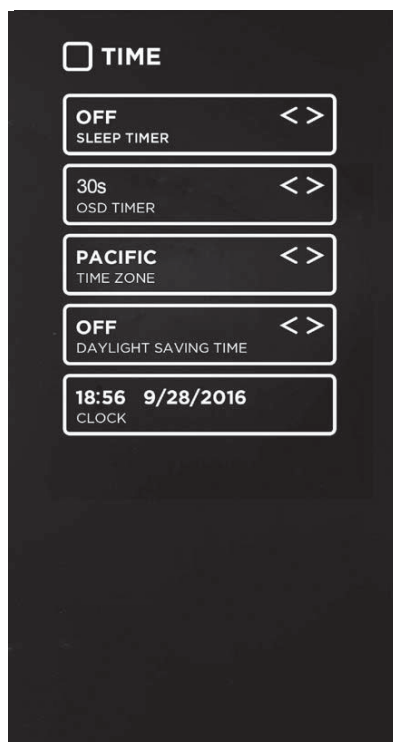 TIME
OFF < >
SLEEP TIMER
30s < >
OSD TIMER
PACIFIC < >
TIME ZONE
OFF < >
DAYLIGHT SAVING TIME
18:56 9/28/2016
CLOCK